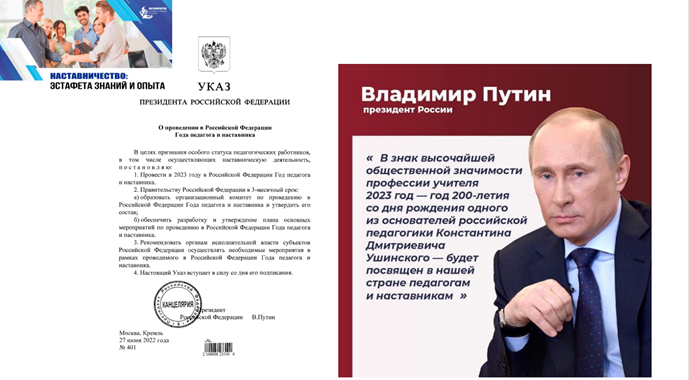 НАСТАВНИЧЕСТВО:
ЭСТАФЕТА ЗНАНИЙ И ОПЫТА
УКАЗ
ПРЕЗИДЕНТА РОССИЙСКОЙ ФЕДЕРАЦИИ
О проведении в Российской Федерации
Года педагога и наставника
В целях признания особого статуса педагогических работников,
в том числе осуществляющих наставническую деятельность,
постановляю:
1. Провести в 2023 году в Российской Федерации Год педагога
и наставника.
2. Правительству Российской Федерации в 3-месячный срок:
а) образовать организационный комитет по проведению в
Российской Федерации Года педагога и наставника и утвердить его
состав;
б) обеспечить разработку и утверждение плана основных
мероприятий по проведению в Российской Федерации Года педагога
и наставника.
3. Рекомендовать органам исполнительной власти субъектов
Российской Федерации осуществлять необходимые мероприятия в
рамках проводимого в Российской Федерации Года педагога и
наставника.
4. Настоящий Указ вступает в силу со дня его подписания.
КАНЦЕЛЯРИЯ
Президент
Российской Федерации В.Путин
Москва, Кремль
27 июня 2022 года
№ 401
Владимир Путин
президент России
« В знак высочайшей
общественной значимости
профессии учителя
2023 год — год 200-летия
со дня рождения одного
из основателей российской
педагогики Константина
Дмитриевича
Ушинского — будет
посвящен в нашей
стране педагогам
и наставникам »